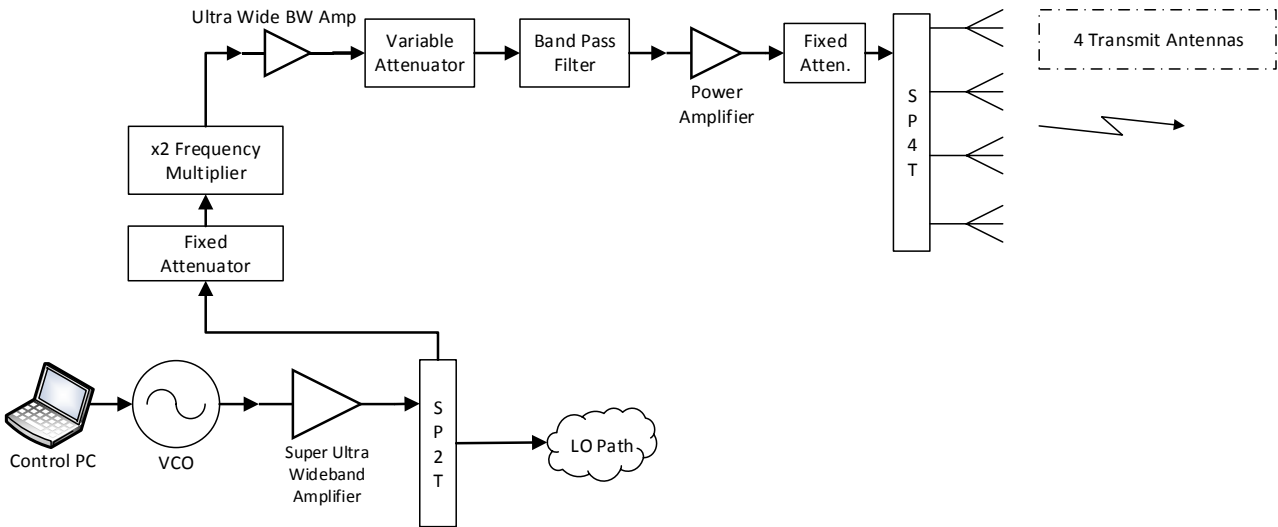 Ultra Wide BW Amp
Variable
Attenuator
Band Pass
Filter
Power
Amplifier
Fixed
Atten.
S
P
4
T
4 Transmit Antennas
x2 Frequency
Multiplier
Fixed
Attenuator
Control PC
VCO
Super Ultra
Wideband
Amplifier
S
P
2
T
LO Path